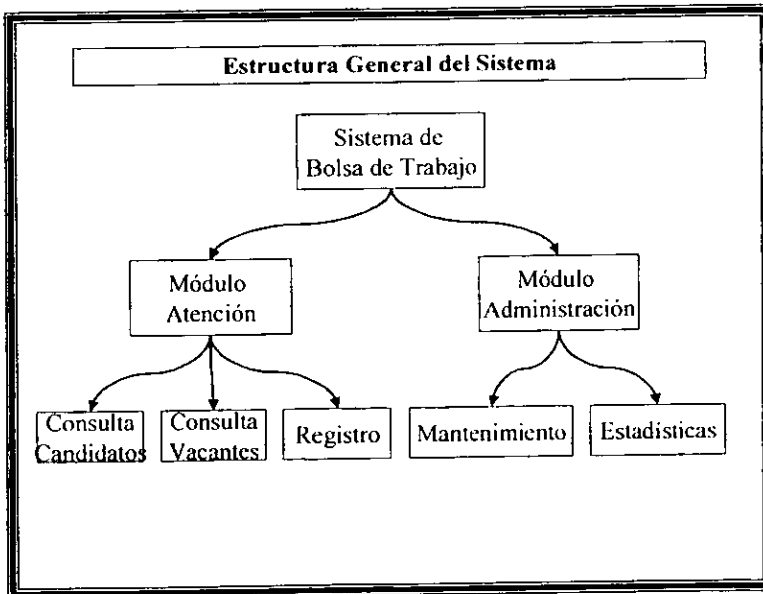 Estructura General del Sistema
Sistema de
Bolsa de Trabajo
Módulo
Atención
Módulo
Administración
Consulta
Candidatos
Consulta
Vacantes
Registro
Mantenimiento
Estadísticas